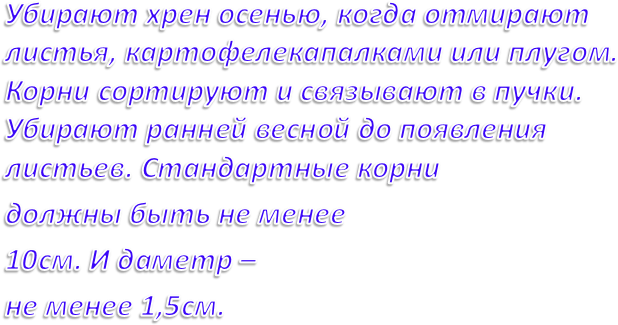 Убирают хрен осенью, когда отмирают
листья, картофелекапалками или плугом.
Корни сортируют и связывают в пучки.
Убирают ранней весной до появления
листьев. Стандартные корни
должны быть не менее
10см. И даметр –
не менее 1,5см.